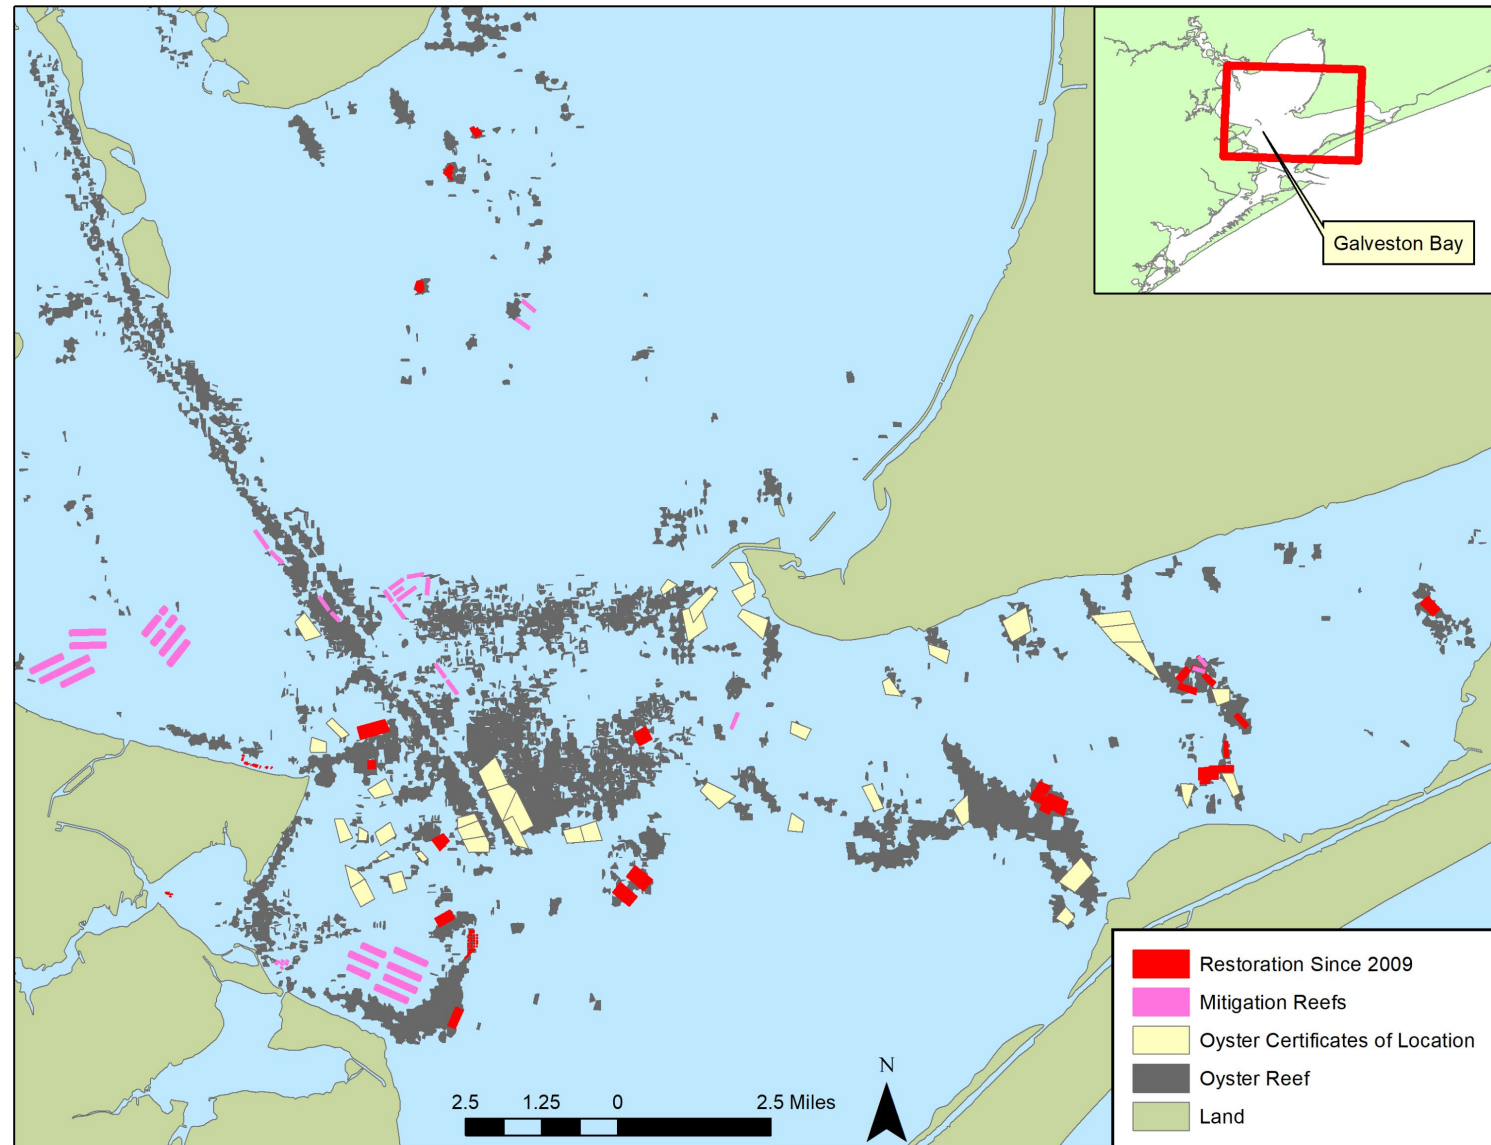 Galveston Bay
Restoration Since 2009
Mitigation Reefs
Oyster Certificates of Location
Oyster Reef
Land
N
2.5 1.25 0 2.5 Miles